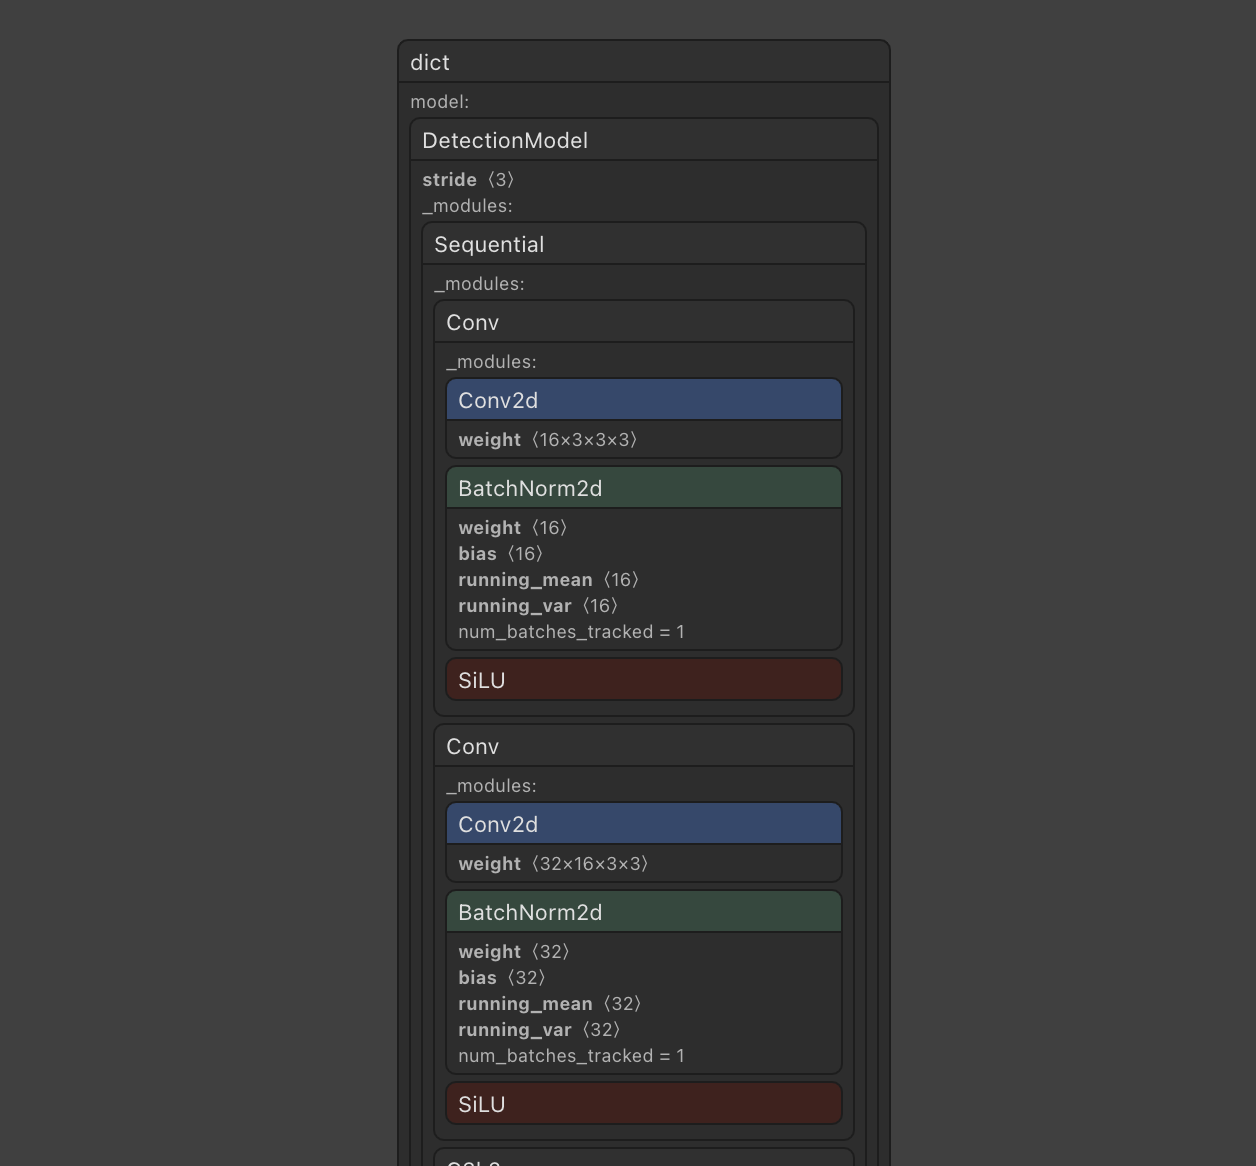 dict
model:
DetectionModel
stride ⟨3⟩
_modules:
Sequential
_modules:
Conv
_modules:
Conv2d
weight ⟨16×3×3×3⟩
BatchNorm2d
weight ⟨16⟩
bias ⟨16⟩
running_mean ⟨16⟩
running_var ⟨16⟩
num_batches_tracked = 1
SiLU
Conv
_modules:
Conv2d
weight ⟨32×16×3×3⟩
BatchNorm2d
weight ⟨32⟩
bias ⟨32⟩
running_mean ⟨32⟩
running_var ⟨32⟩
num_batches_tracked = 1
SiLU